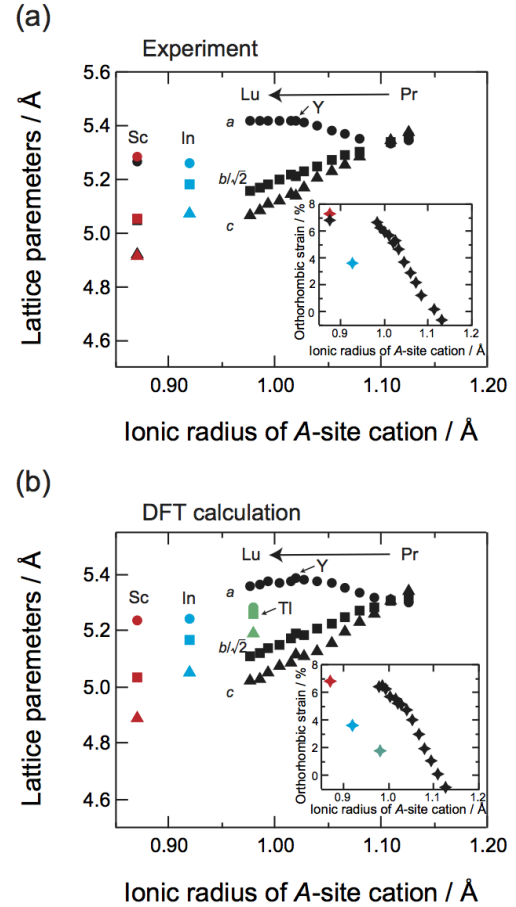 (a)
Experiment
Lattice paremeters / Å
5.6
5.4
5.2
5.0
4.8
4.6
Lu
Pr
Y
a
Sc
In
b/√2
c
Orthorhombic strain / %
8
6
4
2
0
0.9
1.0
1.1
1.2
Ionic radius of A-site cation / Å
0.90
1.00
1.10
1.20
Ionic radius of A-site cation / Å
(b)
DFT calculation
Lattice paremeters / Å
5.4
5.2
5.0
4.8
4.6
Lu
Pr
Y
a
Sc
In
Tl
b/√2
c
Orthorhombic strain / %
8
6
4
2
0
0.9
1.0
1.1
1.2
Ionic radius of A-site cation / Å
0.90
1.00
1.10
1.20
Ionic radius of A-site cation / Å